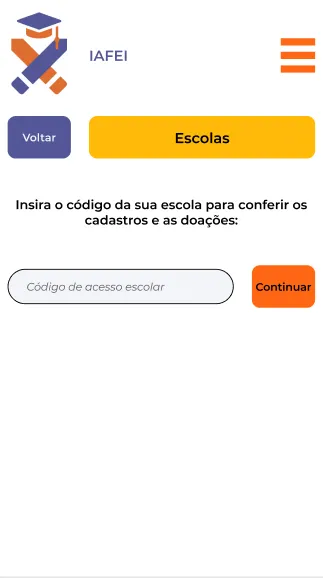 IAFEI
Voltar
Escolas
Insira o código da sua escola para conferir os
cadastros e as doações:
Código de acesso escolar
Continuar